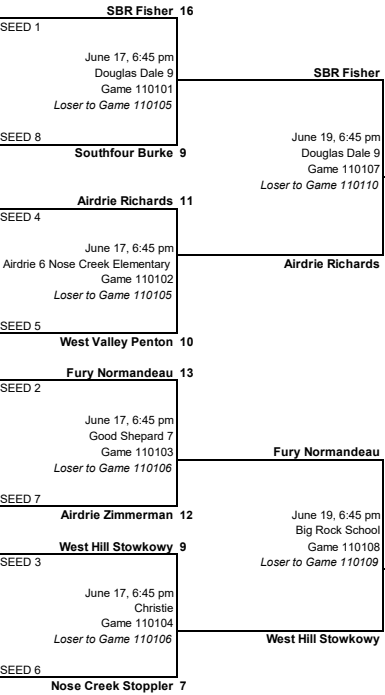 SBR Fisher 16
SEED 1
June 17, 6:45 pm
Douglas Dale 9
Game 110101
Loser to Game 110105
SEED 8
Southfour Burke 9
Airdrie Richards 11
SEED 4
June 17, 6:45 pm
Airdrie 6 Nose Creek Elementary
Game 110102
Loser to Game 110105
SEED 5
West Valley Penton 10
Fury Normandeau 13
SEED 2
June 17, 6:45 pm
Good Shepard 7
Game 110103
Loser to Game 110106
SEED 7
Airdrie Zimmerman 12
West Hill Stowkowy 9
SEED 3
June 17, 6:45 pm
Christie
Game 110104
Loser to Game 110106
SEED 6
Nose Creek Stoppler 7
SBR Fisher
June 19, 6:45 pm
Douglas Dale 9
Game 110107
Loser to Game 110110
Airdrie Richards
Fury Normandeau
June 19, 6:45 pm
Big Rock School
Game 110108
Loser to Game 110109
West Hill Stowkowy